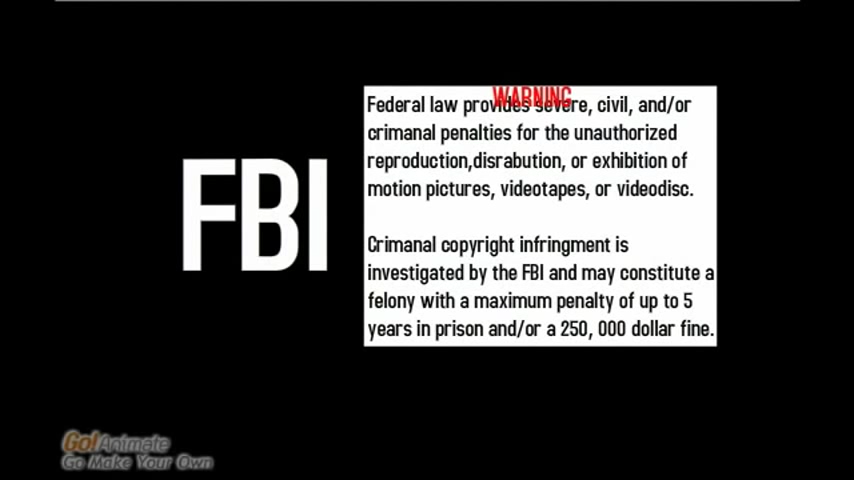 WARNING
Federal law provides severe, civil, and/or
crimanal penalties for the unauthorized
reproduction,disrabution, or exhibition of
motion pictures, videotapes, or videodisc.
Crimanal copyright infringment is
investigated by the FBI and may constitute a
felony with a maximum penalty of up to 5
years in prison and/or a 250, 000 dollar fine.
FBI
Go!Animate
Go Make Your Own